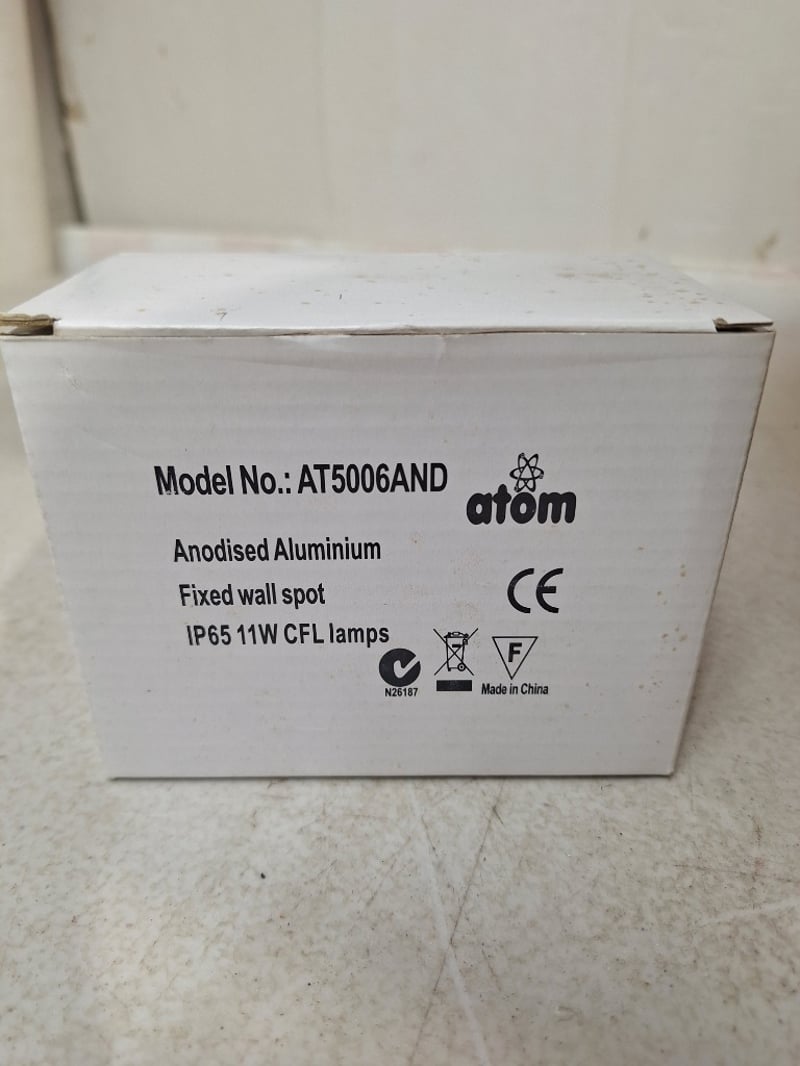 Model No.: AT5006AND
atom
Anodised Aluminium
Fixed wall spot
CE
IP65 11W CFL lamps
F
N26187
Made in China